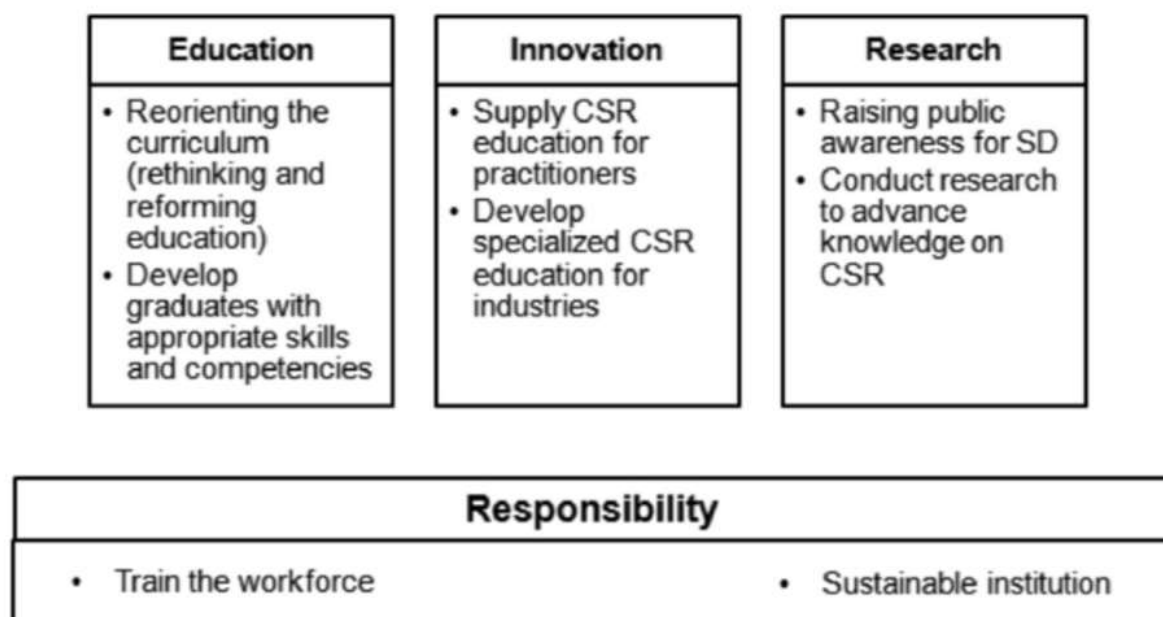 Education
• Reorienting the
curriculum
(rethinking and
reforming
education)
• Develop
graduates with
appropriate skills
and competencies
Innovation
• Supply CSR
education for
practitioners
• Develop
specialized CSR
education for
industries
Research
• Raising public
awareness for SD
• Conduct research
to advance
knowledge on
CSR
Responsibility
• Train the workforce
• Sustainable institution